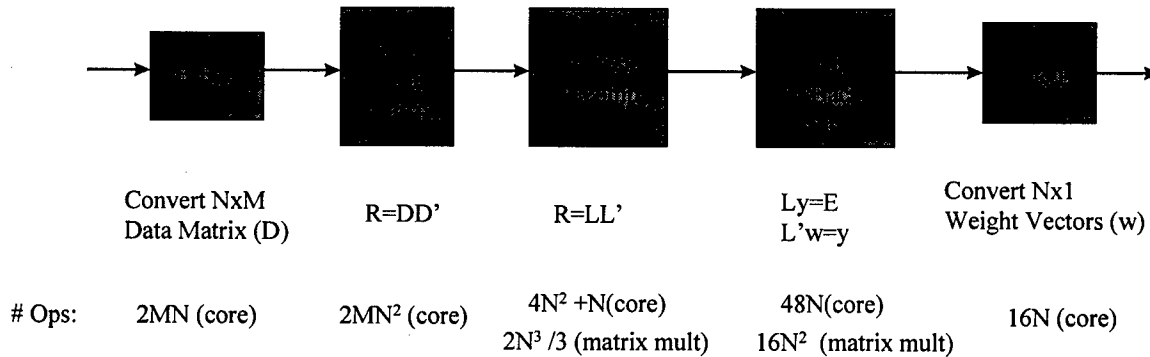 Convert NxM
Data Matrix (D)
R=DD'
R=LL'
Ly=E
L'w=y
Convert Nx1
Weight Vectors (w)
# Ops:
2MN (core)
2MN² (core)
4N² +N(core)
2N³ /3 (matrix mult)
48N(core)
16N² (matrix mult)
16N (core)